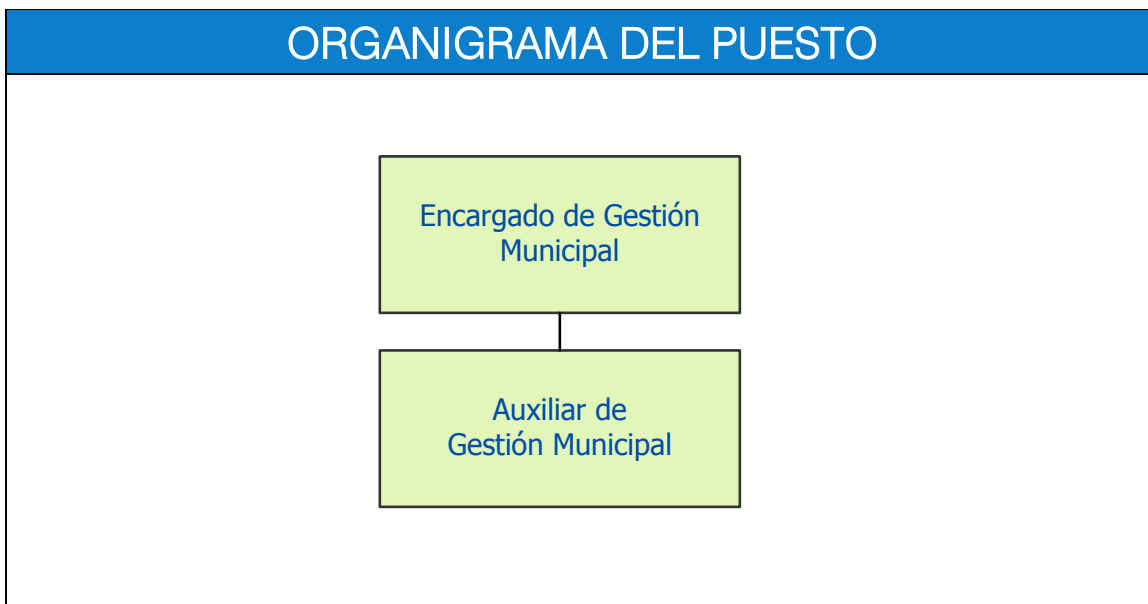 ORGANIGRAMA DEL PUESTO
Encargado de Gestión
Municipal
Auxiliar de
Gestión Municipal